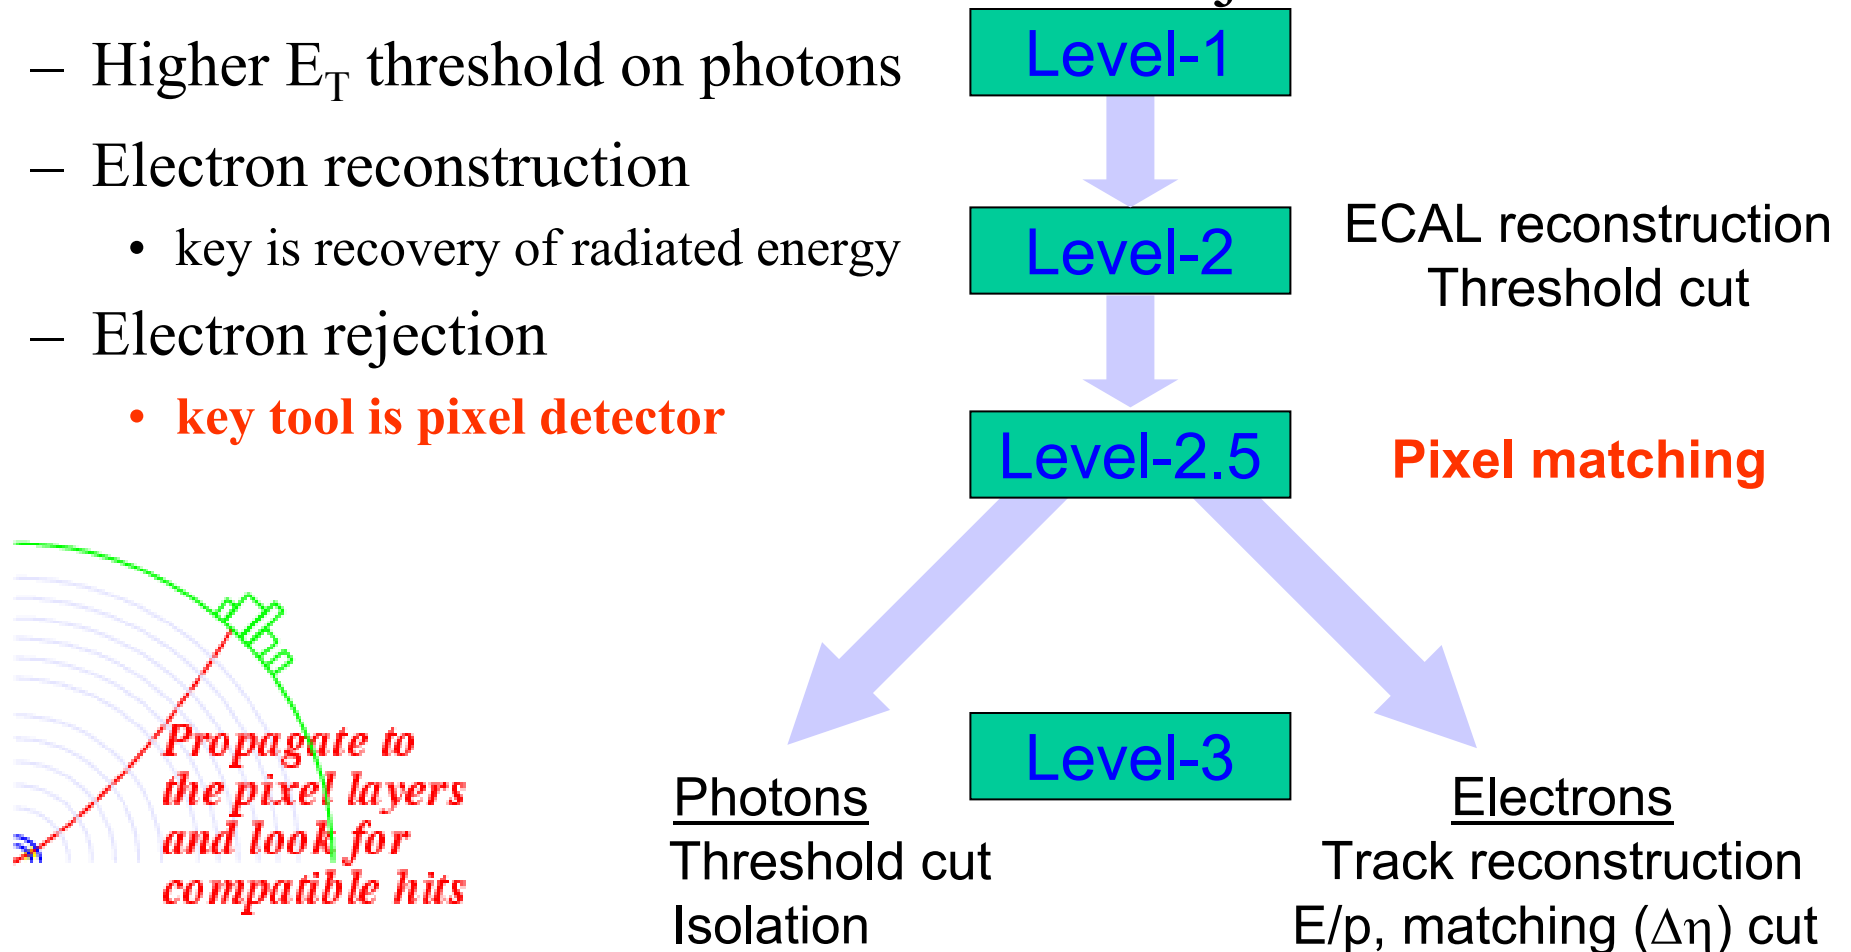 – Higher E_T threshold on photons
– Electron reconstruction
• key is recovery of radiated energy
– Electron rejection
• key tool is pixel detector
Propagate to
the pixel layers
and look for
compatible hits
Level-1
Level-2
ECAL reconstruction
Threshold cut
Level-2.5
Pixel matching
Level-3
Photons
Threshold cut
Isolation
Electrons
Track reconstruction
E/p, matching (Δη) cut